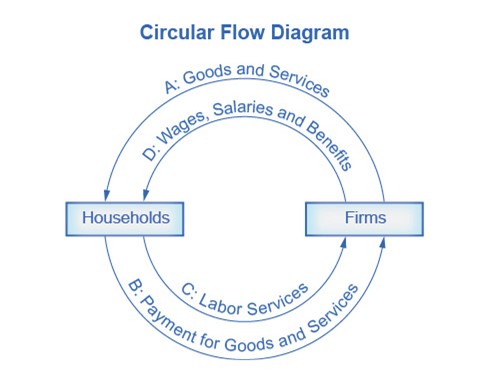 Circular Flow Diagram
A: Goods and Services
D: Wages, Salaries and Benefits
Households
Firms
C: Labor Services
B: Payment for Goods and Services